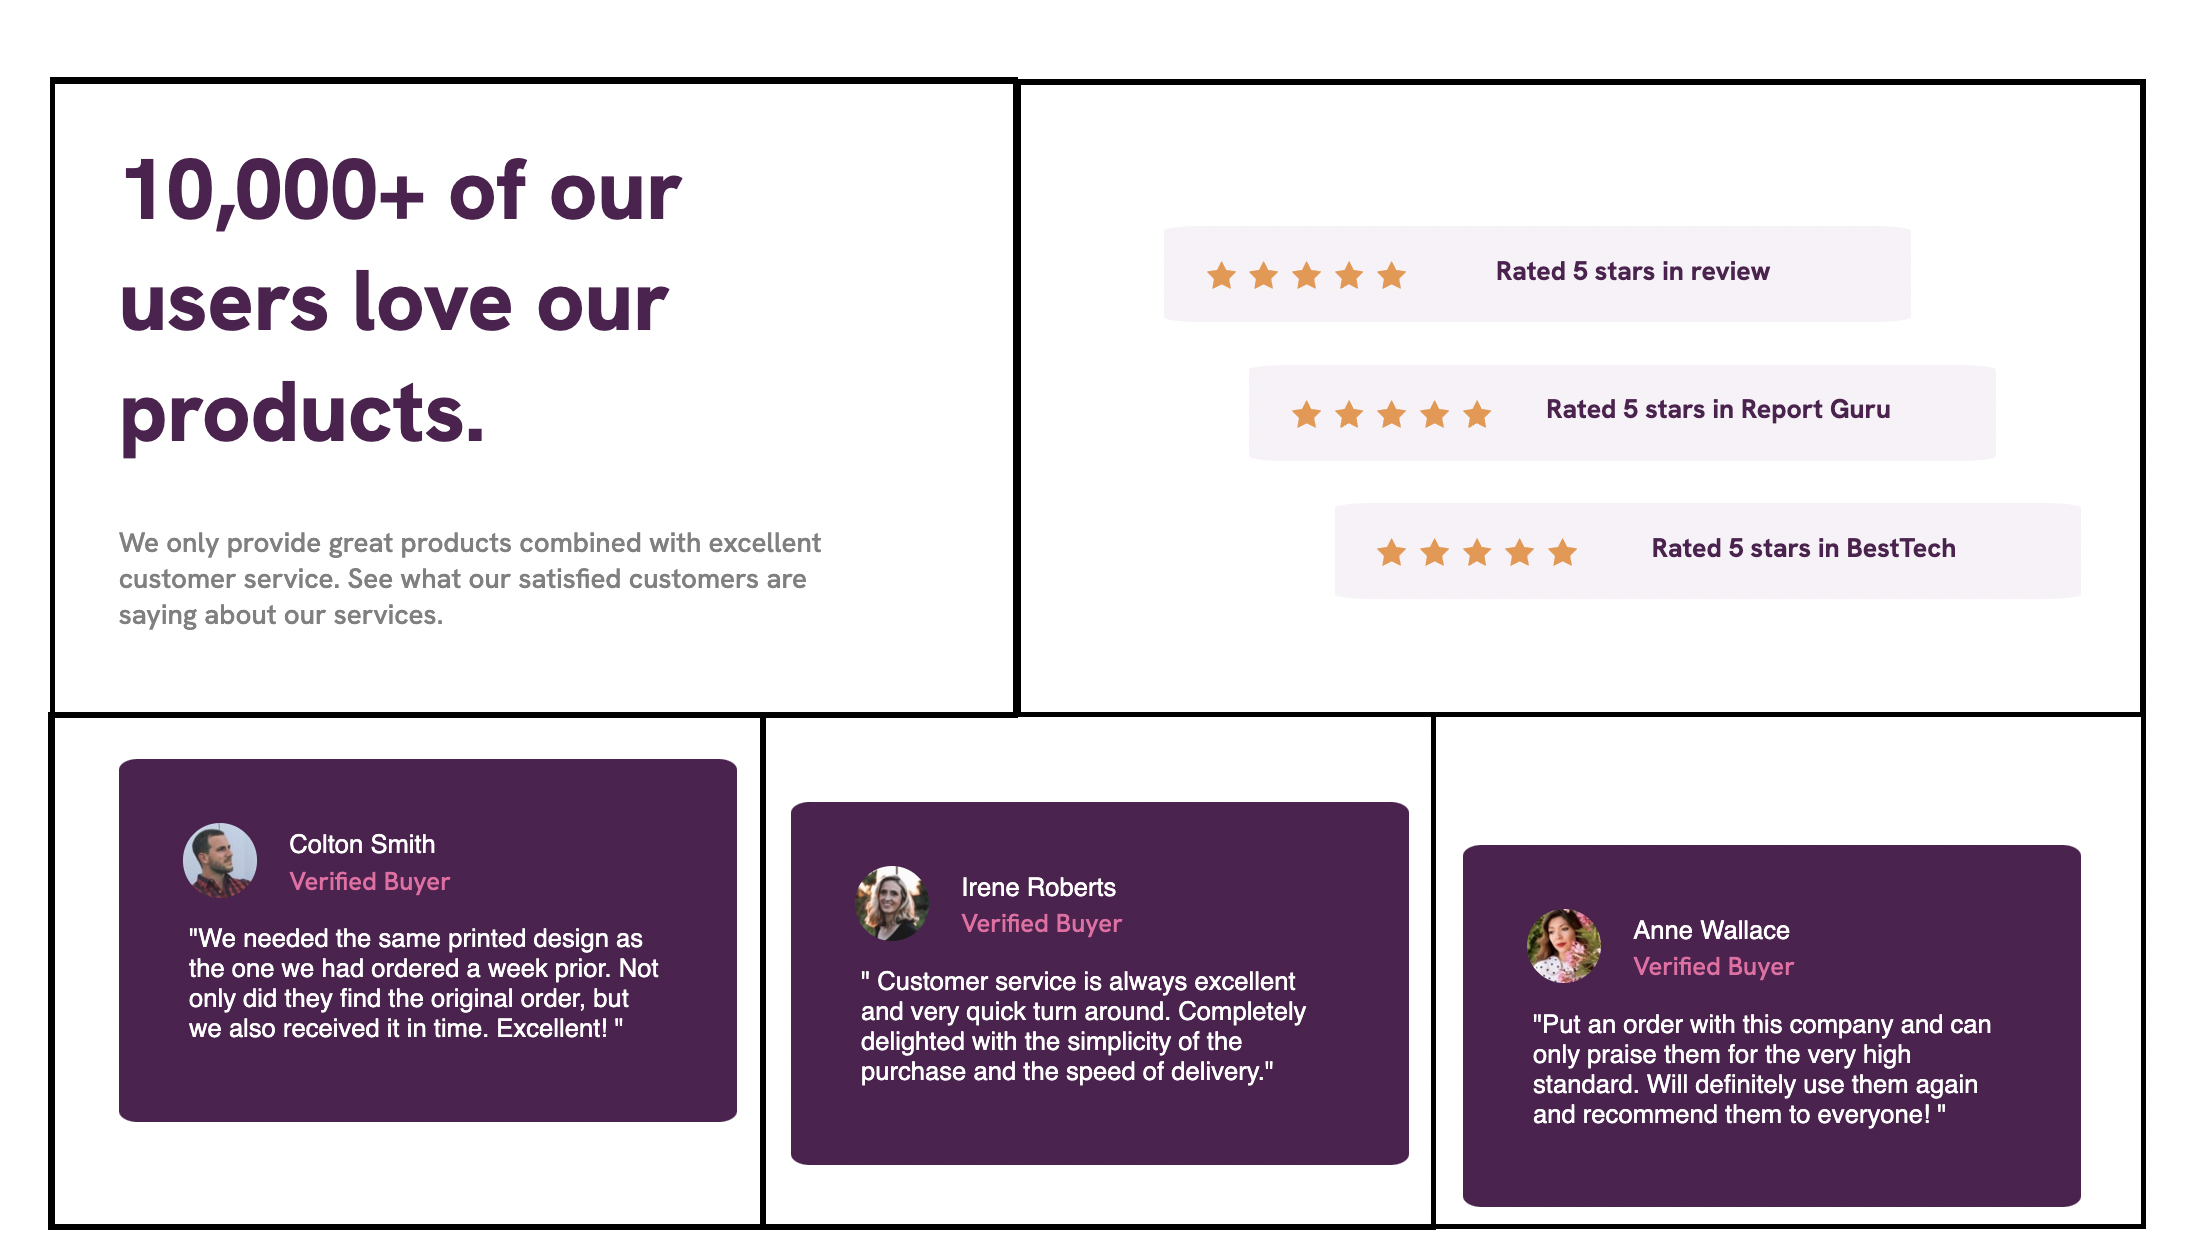 10,000+ of our
users love our
products.
We only provide great products combined with excellent
customer service. See what our satisfied customers are
saying about our services.
Rated 5 stars in review
Rated 5 stars in Report Guru
Rated 5 stars in BestTech
Colton Smith
Verified Buyer
"We needed the same printed design as
the one we had ordered a week prior. Not
only did they find the original order, but
we also received it in time. Excellent! "
Irene Roberts
Verified Buyer
" Customer service is always excellent
and very quick turn around. Completely
delighted with the simplicity of the
purchase and the speed of delivery."
Anne Wallace
Verified Buyer
"Put an order with this company and can
only praise them for the very high
standard. Will definitely use them again
and recommend them to everyone! "